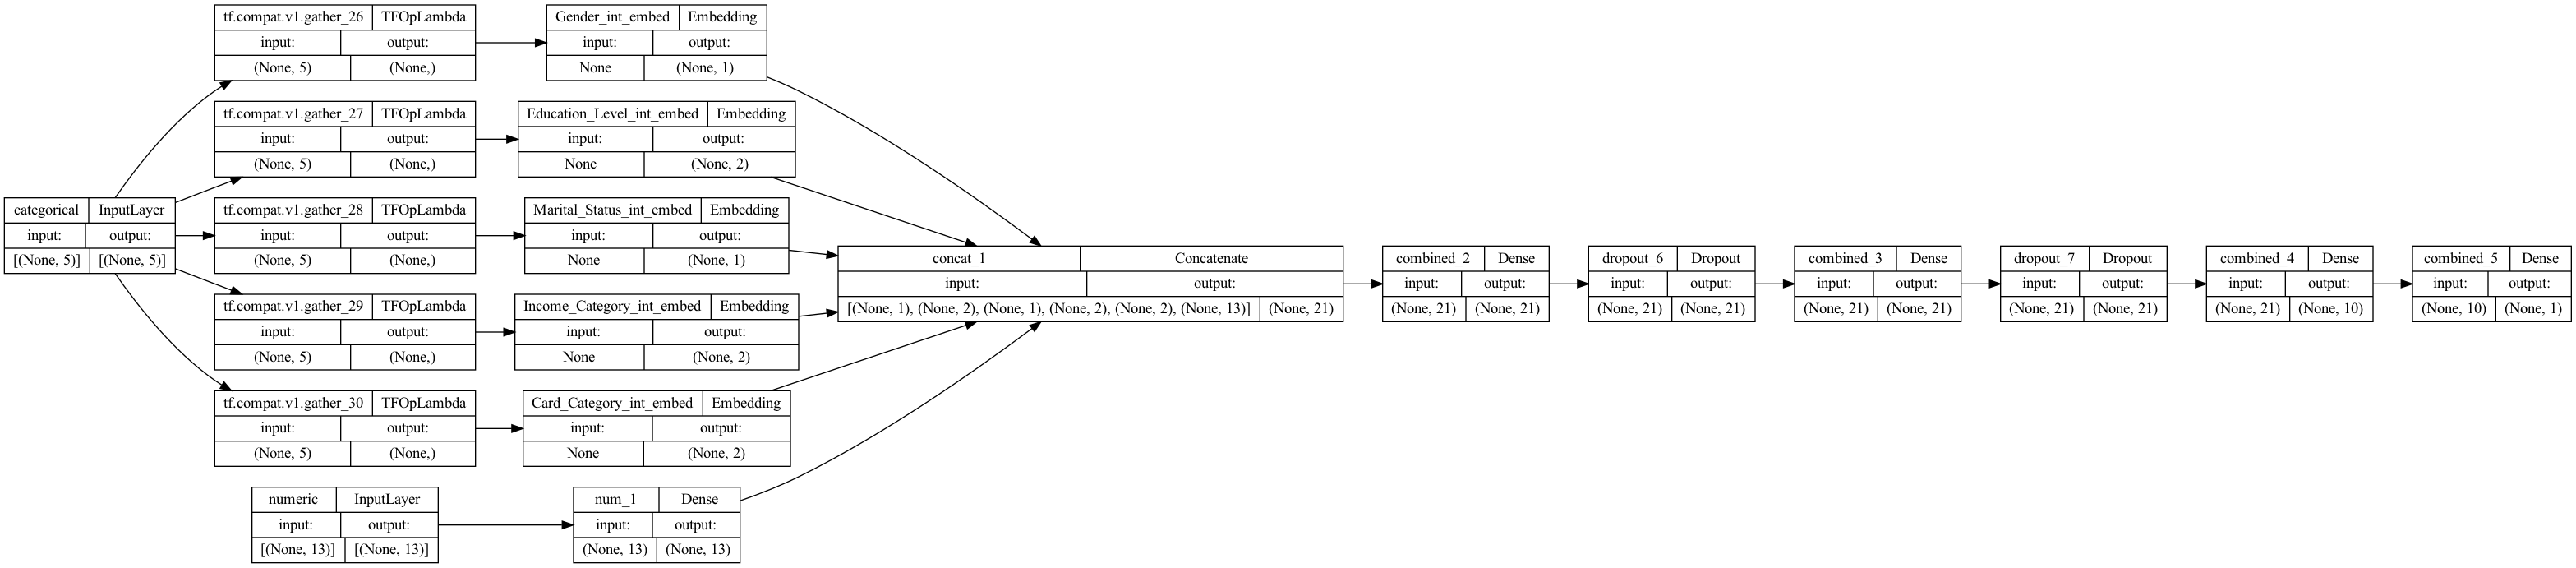 tf.compat.v1.gather_26 TFOpLambda
input: output:
(None, 5) (None,)
Gender_int_embed Embedding
input: output:
None (None, 1)
tf.compat.v1.gather_27 TFOpLambda
input: output:
(None, 5) (None,)
Education_Level_int_embed Embedding
input: output:
None (None, 2)
categorical InputLayer
input: output:
[(None, 5)] [(None, 5)]
tf.compat.v1.gather_28 TFOpLambda
input: output:
(None, 5) (None,)
Marital_Status_int_embed Embedding
input: output:
None (None, 1)
tf.compat.v1.gather_29 TFOpLambda
input: output:
(None, 5) (None,)
Income_Category_int_embed Embedding
input: output:
None (None, 2)
tf.compat.v1.gather_30 TFOpLambda
input: output:
(None, 5) (None,)
Card_Category_int_embed Embedding
input: output:
None (None, 2)
numeric InputLayer
input: output:
[(None, 13)] [(None, 13)]
num_1 Dense
input: output:
(None, 13) (None, 13)
concat_1 Concatenate
input: output:
[(None, 1), (None, 2), (None, 1), (None, 2), (None, 2), (None, 13)] (None, 21)
combined_2 Dense
input: output:
(None, 21) (None, 21)
dropout_6 Dropout
input: output:
(None, 21) (None, 21)
combined_3 Dense
input: output:
(None, 21) (None, 21)
dropout_7 Dropout
input: output:
(None, 21) (None, 21)
combined_4 Dense
input: output:
(None, 21) (None, 10)
combined_5 Dense
input: output:
(None, 10) (None, 1)